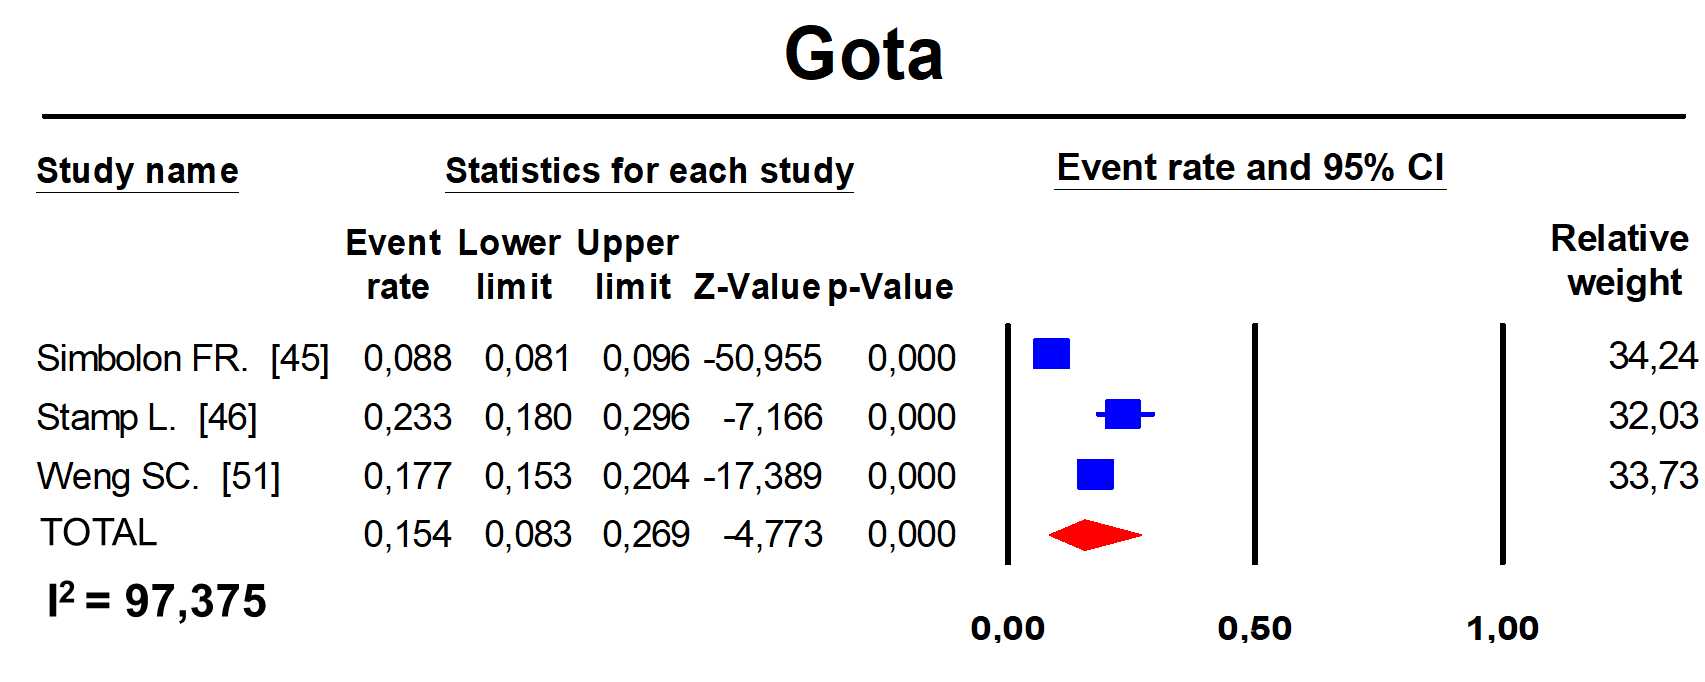 Gota
Study name Statistics for each study Event rate and 95% CI
Event Lower Upper Relative
rate limit limit Z-Value p-Value weight
Simbolon FR. [45] 0,088 0,081 0,096 -50,955 0,000 34,24
Stamp L. [46] 0,233 0,180 0,296 -7,166 0,000 32,03
Weng SC. [51] 0,177 0,153 0,204 -17,389 0,000 33,73
TOTAL 0,154 0,083 0,269 -4,773 0,000
I² = 97,375
0,00 0,50 1,00